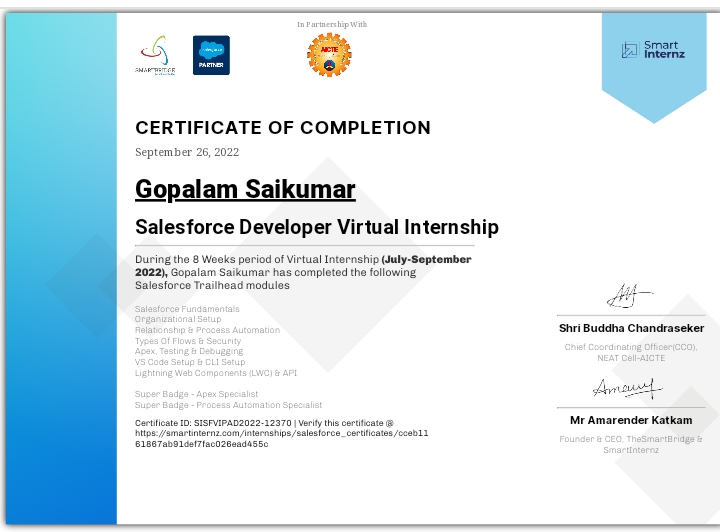 In Partnership With
SMARTBRIDGE
salesforce
PARTNER
AICTE
Smart
Internz
CERTIFICATE OF COMPLETION
September 26, 2022
Gopalam Saikumar
Salesforce Developer Virtual Internship
During the 8 Weeks period of Virtual Internship (July-September
2022), Gopalam Saikumar has completed the following
Salesforce Trailhead modules
Salesforce Fundamentals
Organizational Setup
Relationship & Process Automation
Types Of Flows & Security
Apex, Testing & Debugging
VS Code Setup & CLI Setup
Lightning Web Components (LWC) & API
Super Badge - Apex Specialist
Super Badge - Process Automation Specialist
Certificate ID: SISFVIPAD2022-12370 | Verify this certificate @
https://smartinternz.com/internships/salesforce_certificates/cceb11
61867ab91def7fac026ead455c
Shri Buddha Chandraseker
Chief Coordinating Officer(CCO),
NEAT Cell-AICTE
Mr Amarender Katkam
Founder & CEO, TheSmartBridge &
SmartInternz